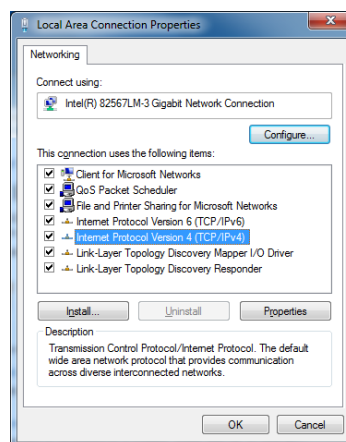 Local Area Connection Properties
Networking
Connect using:
Intel(R) 82567LM-3 Gigabit Network Connection
Configure...
This connection uses the following items:
Client for Microsoft Networks
QoS Packet Scheduler
File and Printer Sharing for Microsoft Networks
Internet Protocol Version 6 (TCP/IPv6)
Internet Protocol Version 4 (TCP/IPv4)
Link-Layer Topology Discovery Mapper I/O Driver
Link-Layer Topology Discovery Responder
Install...
Uninstall
Properties
Description
Transmission Control Protocol/Internet Protocol. The default
wide area network protocol that provides communication
across diverse interconnected networks.
OK
Cancel